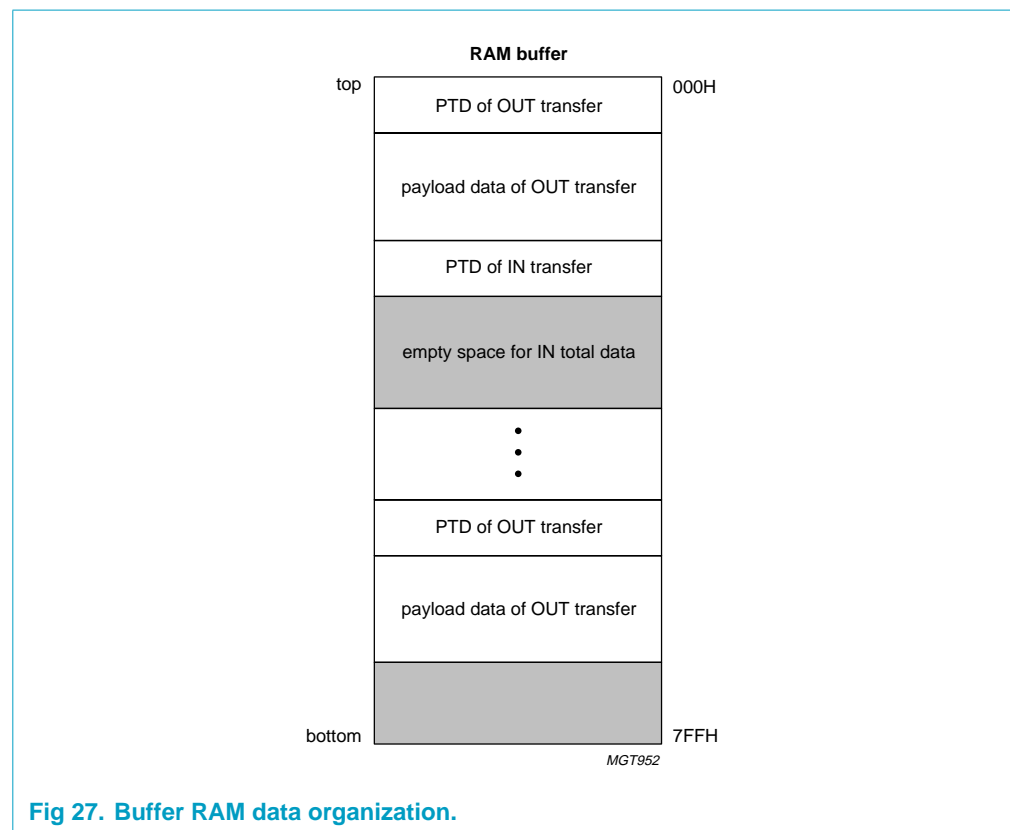 RAM buffer
top
000H
PTD of OUT transfer
payload data of OUT transfer
PTD of IN transfer
empty space for IN total data
PTD of OUT transfer
payload data of OUT transfer
bottom
7FFH
MGT952
Fig 27. Buffer RAM data organization.